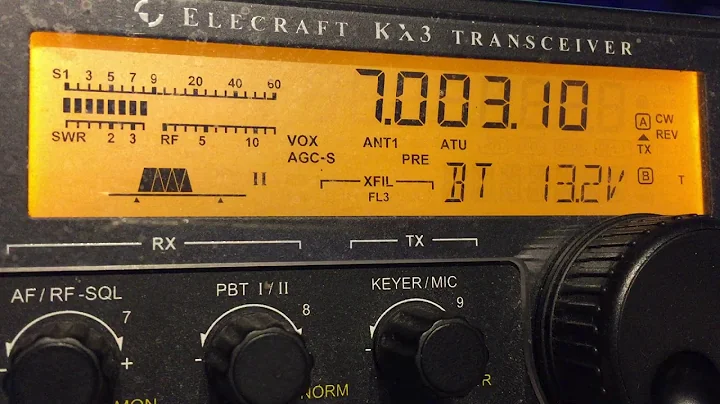 ELECRAFT KX3 TRANSCEIVER
S1 3 5 7 9 20 40 60
7.003.10
SWR 2 3 RF 5 10
VOX ANT1 ATU
AGC-S PRE
A CW
REV
TX
II
XFIL
FL3
BT 13.2V
B T
RX TX
AF/RF-SQL PBT I/II KEYER/MIC
7 8 9
- + - -
MON NORM R